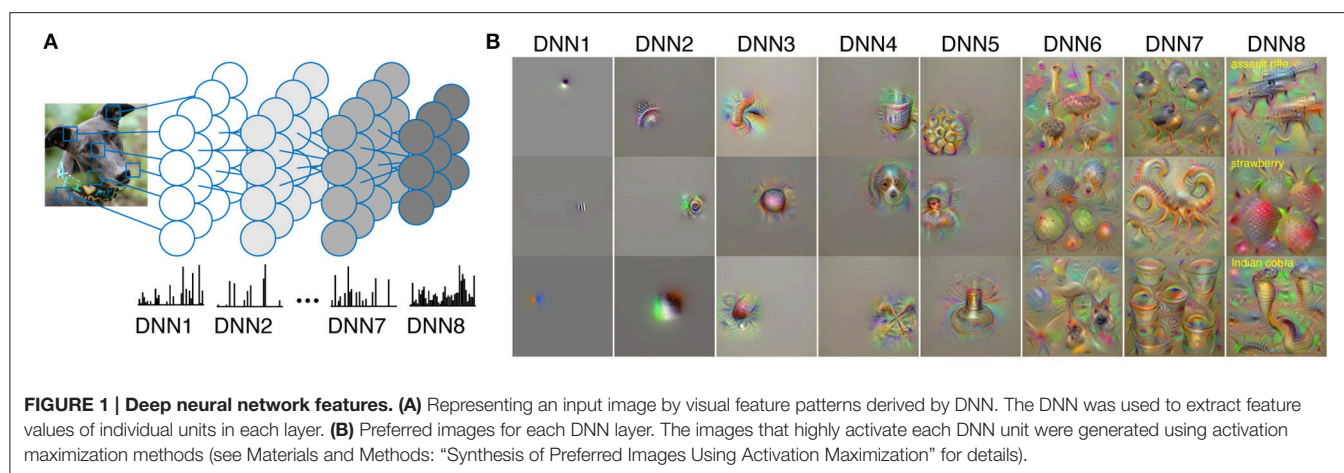 A
DNN1 DNN2 ••• DNN7 DNN8
B
DNN1 DNN2 DNN3 DNN4 DNN5 DNN6 DNN7 DNN8
assault rifle
strawberry
Indian cobra
FIGURE 1 | Deep neural network features. (A) Representing an input image by visual feature patterns derived by DNN. The DNN was used to extract feature
values of individual units in each layer. (B) Preferred images for each DNN layer. The images that highly activate each DNN unit were generated using activation
maximization methods (see Materials and Methods: “Synthesis of Preferred Images Using Activation Maximization” for details).